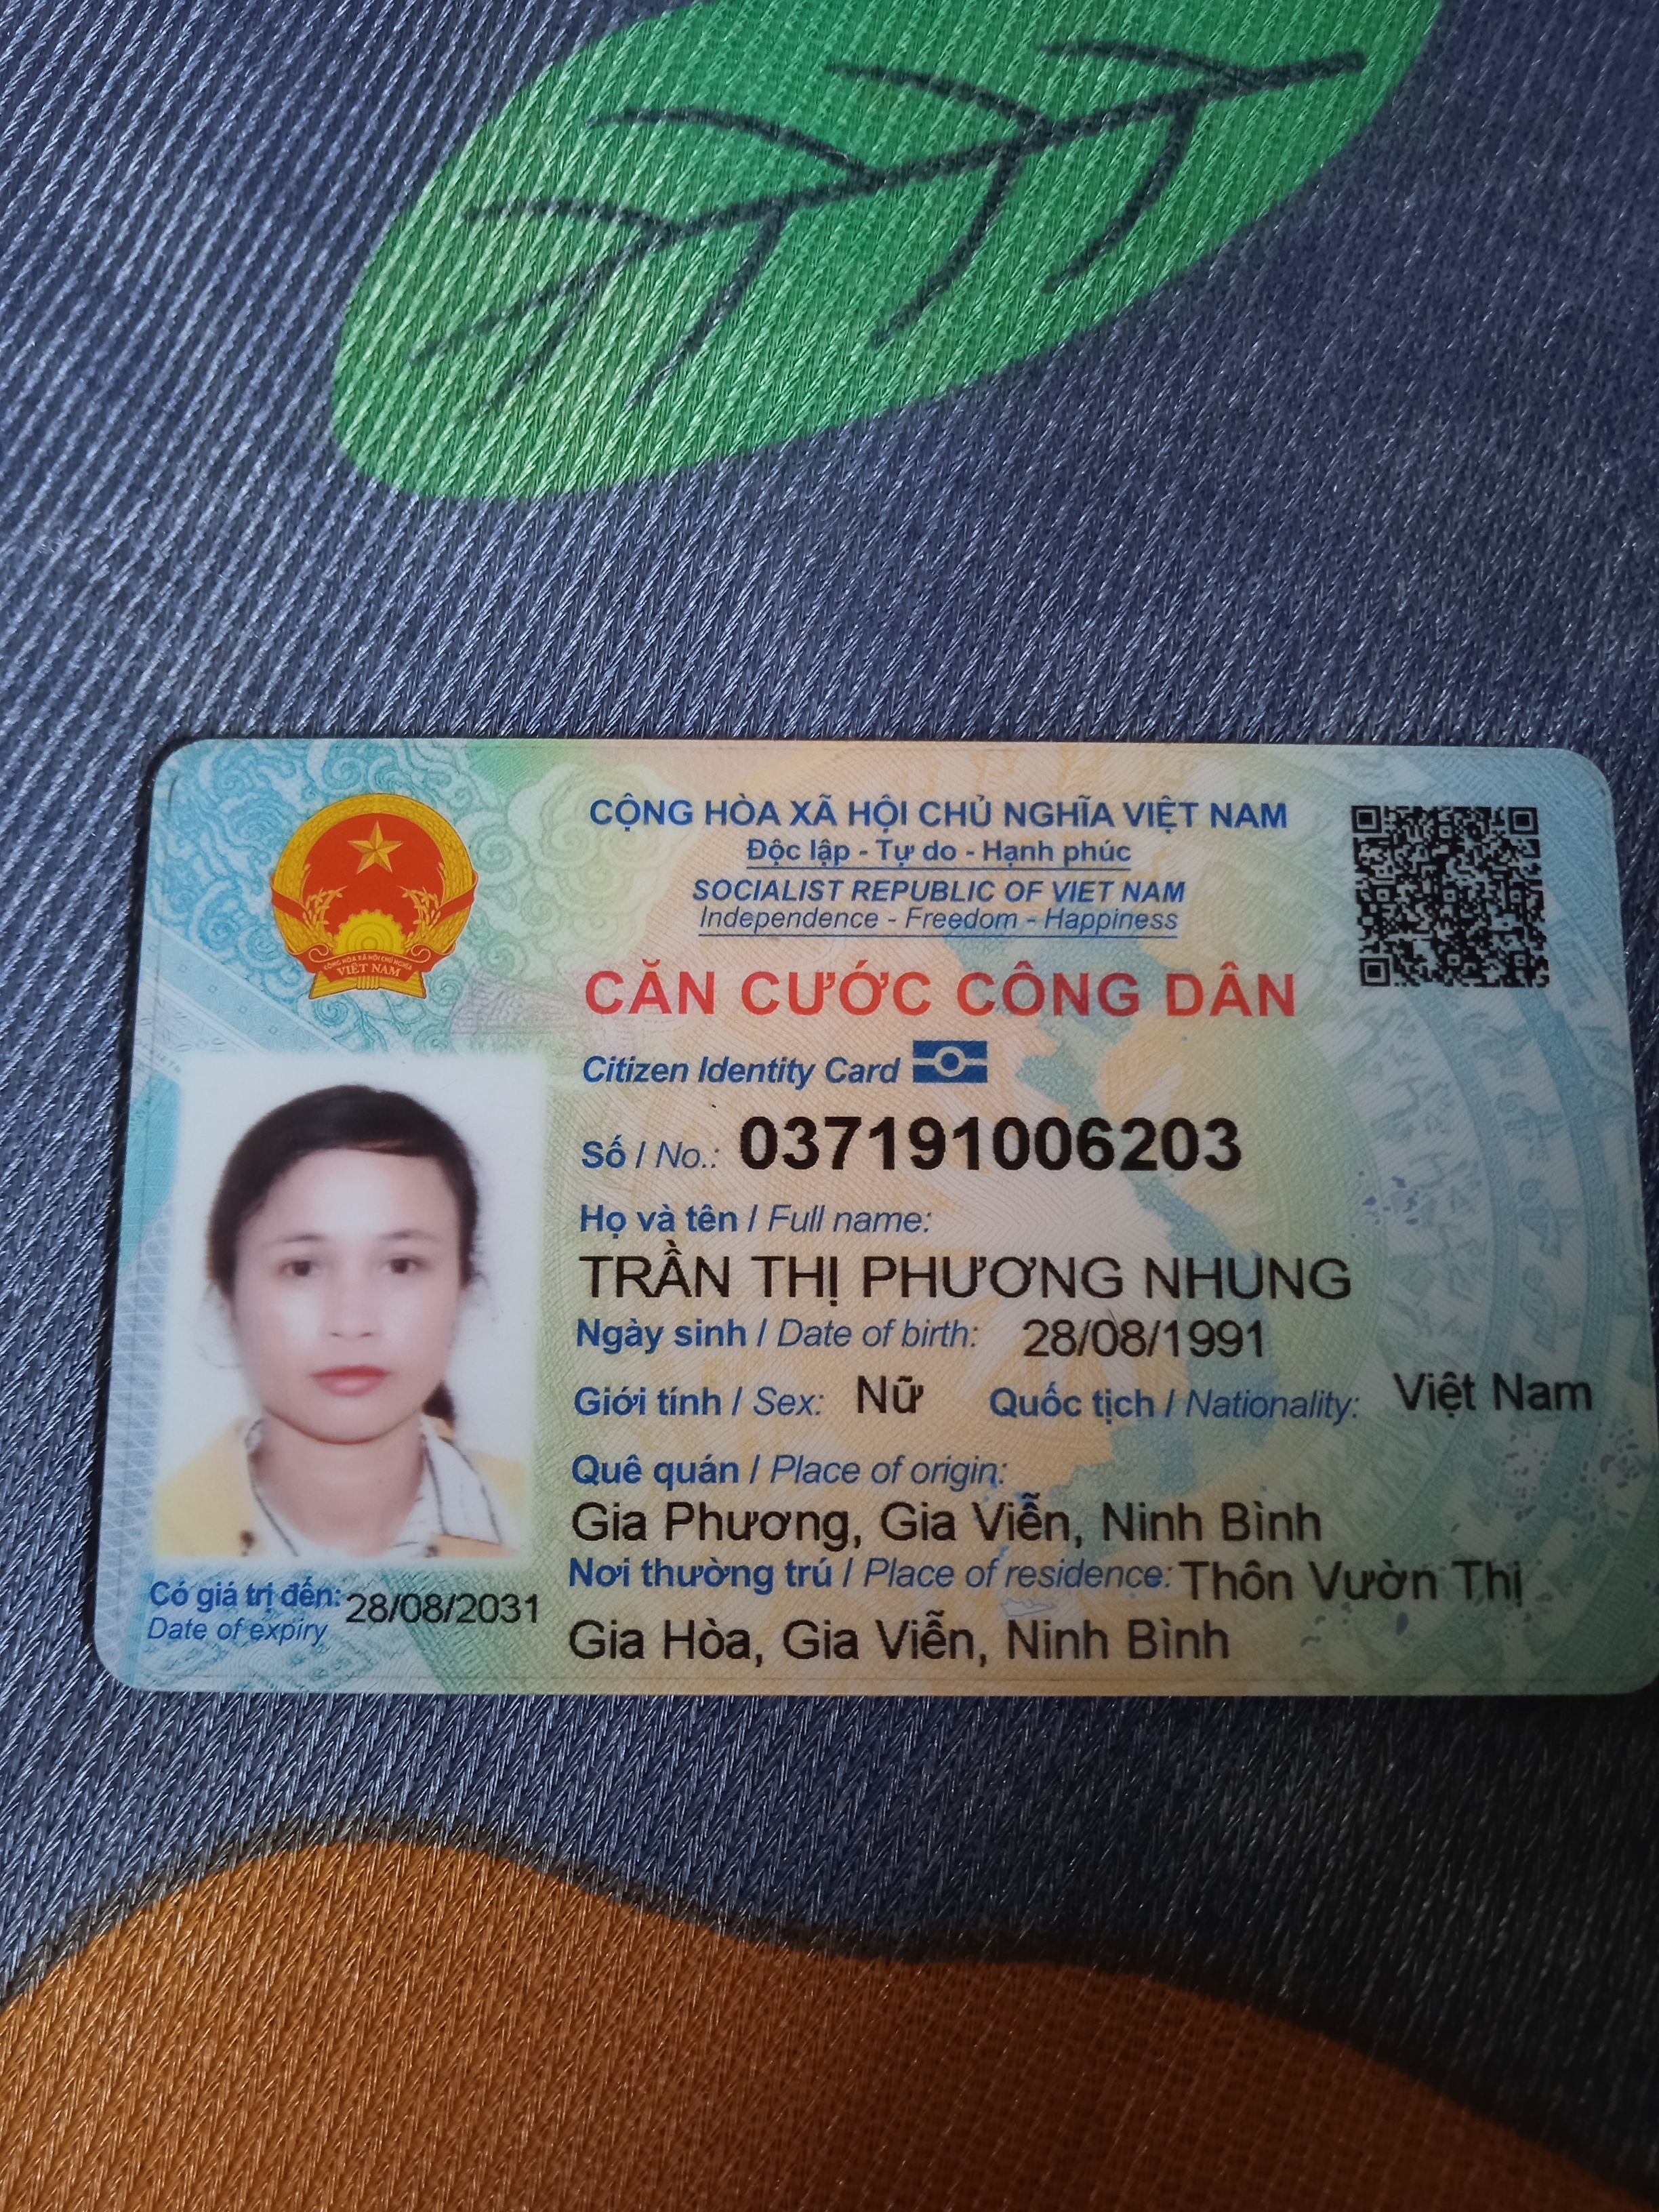 CỘNG HÒA XÃ HỘI CHỦ NGHĨA VIỆT NAM
Độc lập - Tự do - Hạnh phúc
SOCIALIST REPUBLIC OF VIET NAM
Independence - Freedom - Happiness
CỘNG HÒA XÃ HỘI CHỦ NGHĨA
VIỆT NAM
CĂN CƯỚC CÔNG DÂN
Citizen Identity Card
Số / No.: 037191006203
Họ và tên / Full name:
TRẦN THỊ PHƯƠNG NHUNG
Ngày sinh / Date of birth: 28/08/1991
Giới tính / Sex: Nữ Quốc tịch / Nationality: Việt Nam
Quê quán / Place of origin:
Gia Phương, Gia Viễn, Ninh Bình
Nơi thường trú / Place of residence: Thôn Vườn Thị
Gia Hòa, Gia Viễn, Ninh Bình
Có giá trị đến: 28/08/2031
Date of expiry